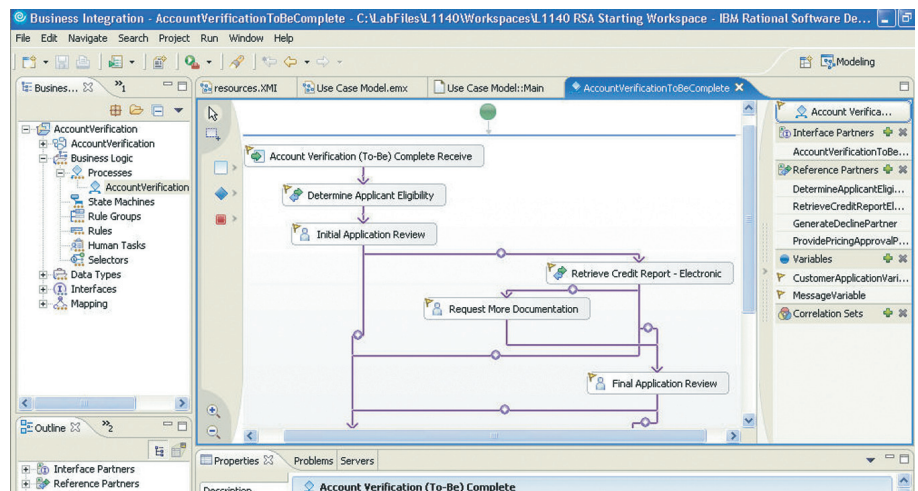 Business Integration - AccountVerificationToBeComplete - C:\LabFiles\L1140\Workspaces\L1140 RSA Starting Workspace - IBM Rational Software De...
File Edit Navigate Search Project Run Window Help
Modeling
Busines... »1
resources.XMI Use Case Model.emx Use Case Model::Main AccountVerificationToBeComplete
AccountVerification
AccountVerification
Business Logic
Processes
AccountVerification
State Machines
Rule Groups
Rules
Human Tasks
Selectors
Data Types
Interfaces
Mapping
Account Verification (To-Be) Complete Receive
Determine Applicant Eligibility
Initial Application Review
Retrieve Credit Report - Electronic
Request More Documentation
Final Application Review
Account Verifica...
Interface Partners
AccountVerificationToBe...
Reference Partners
DetermineApplicantEligi...
RetrieveCreditReportEl...
GenerateDeclinePartner
ProvidePricingApprovalP...
Variables
CustomerApplicationVari...
MessageVariable
Correlation Sets
Outline »2
Interface Partners
Reference Partners
Properties Problems Servers
Description
Account Verification (To-Be) Complete